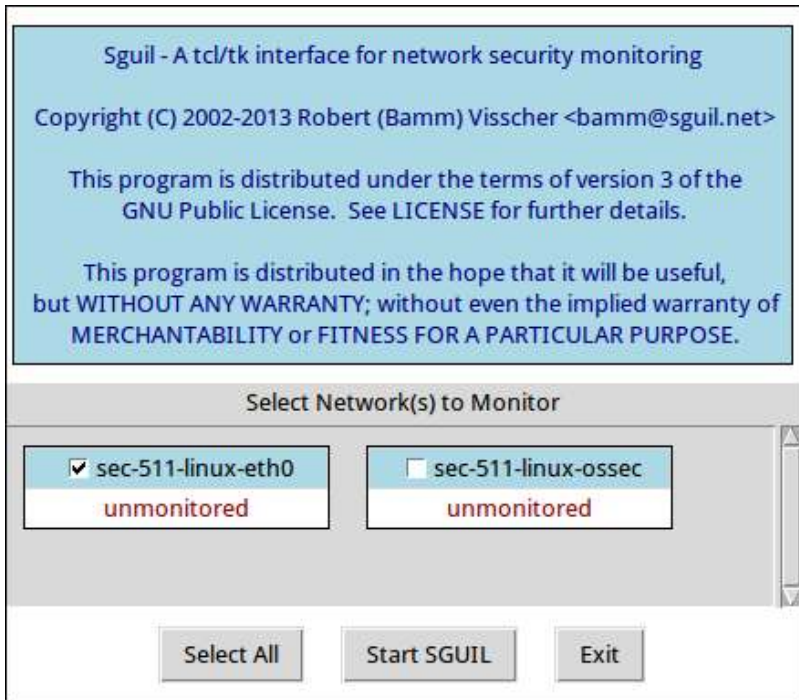 Sguil - A tcl/tk interface for network security monitoring
Copyright (C) 2002-2013 Robert (Bamm) Visscher <bamm@sguil.net>
This program is distributed under the terms of version 3 of the
GNU Public License.  See LICENSE for further details.
This program is distributed in the hope that it will be useful,
but WITHOUT ANY WARRANTY; without even the implied warranty of
MERCHANTABILITY or FITNESS FOR A PARTICULAR PURPOSE.
Select Network(s) to Monitor
sec-511-linux-eth0
unmonitored
sec-511-linux-ossec
unmonitored
Select All
Start SGUIL
Exit